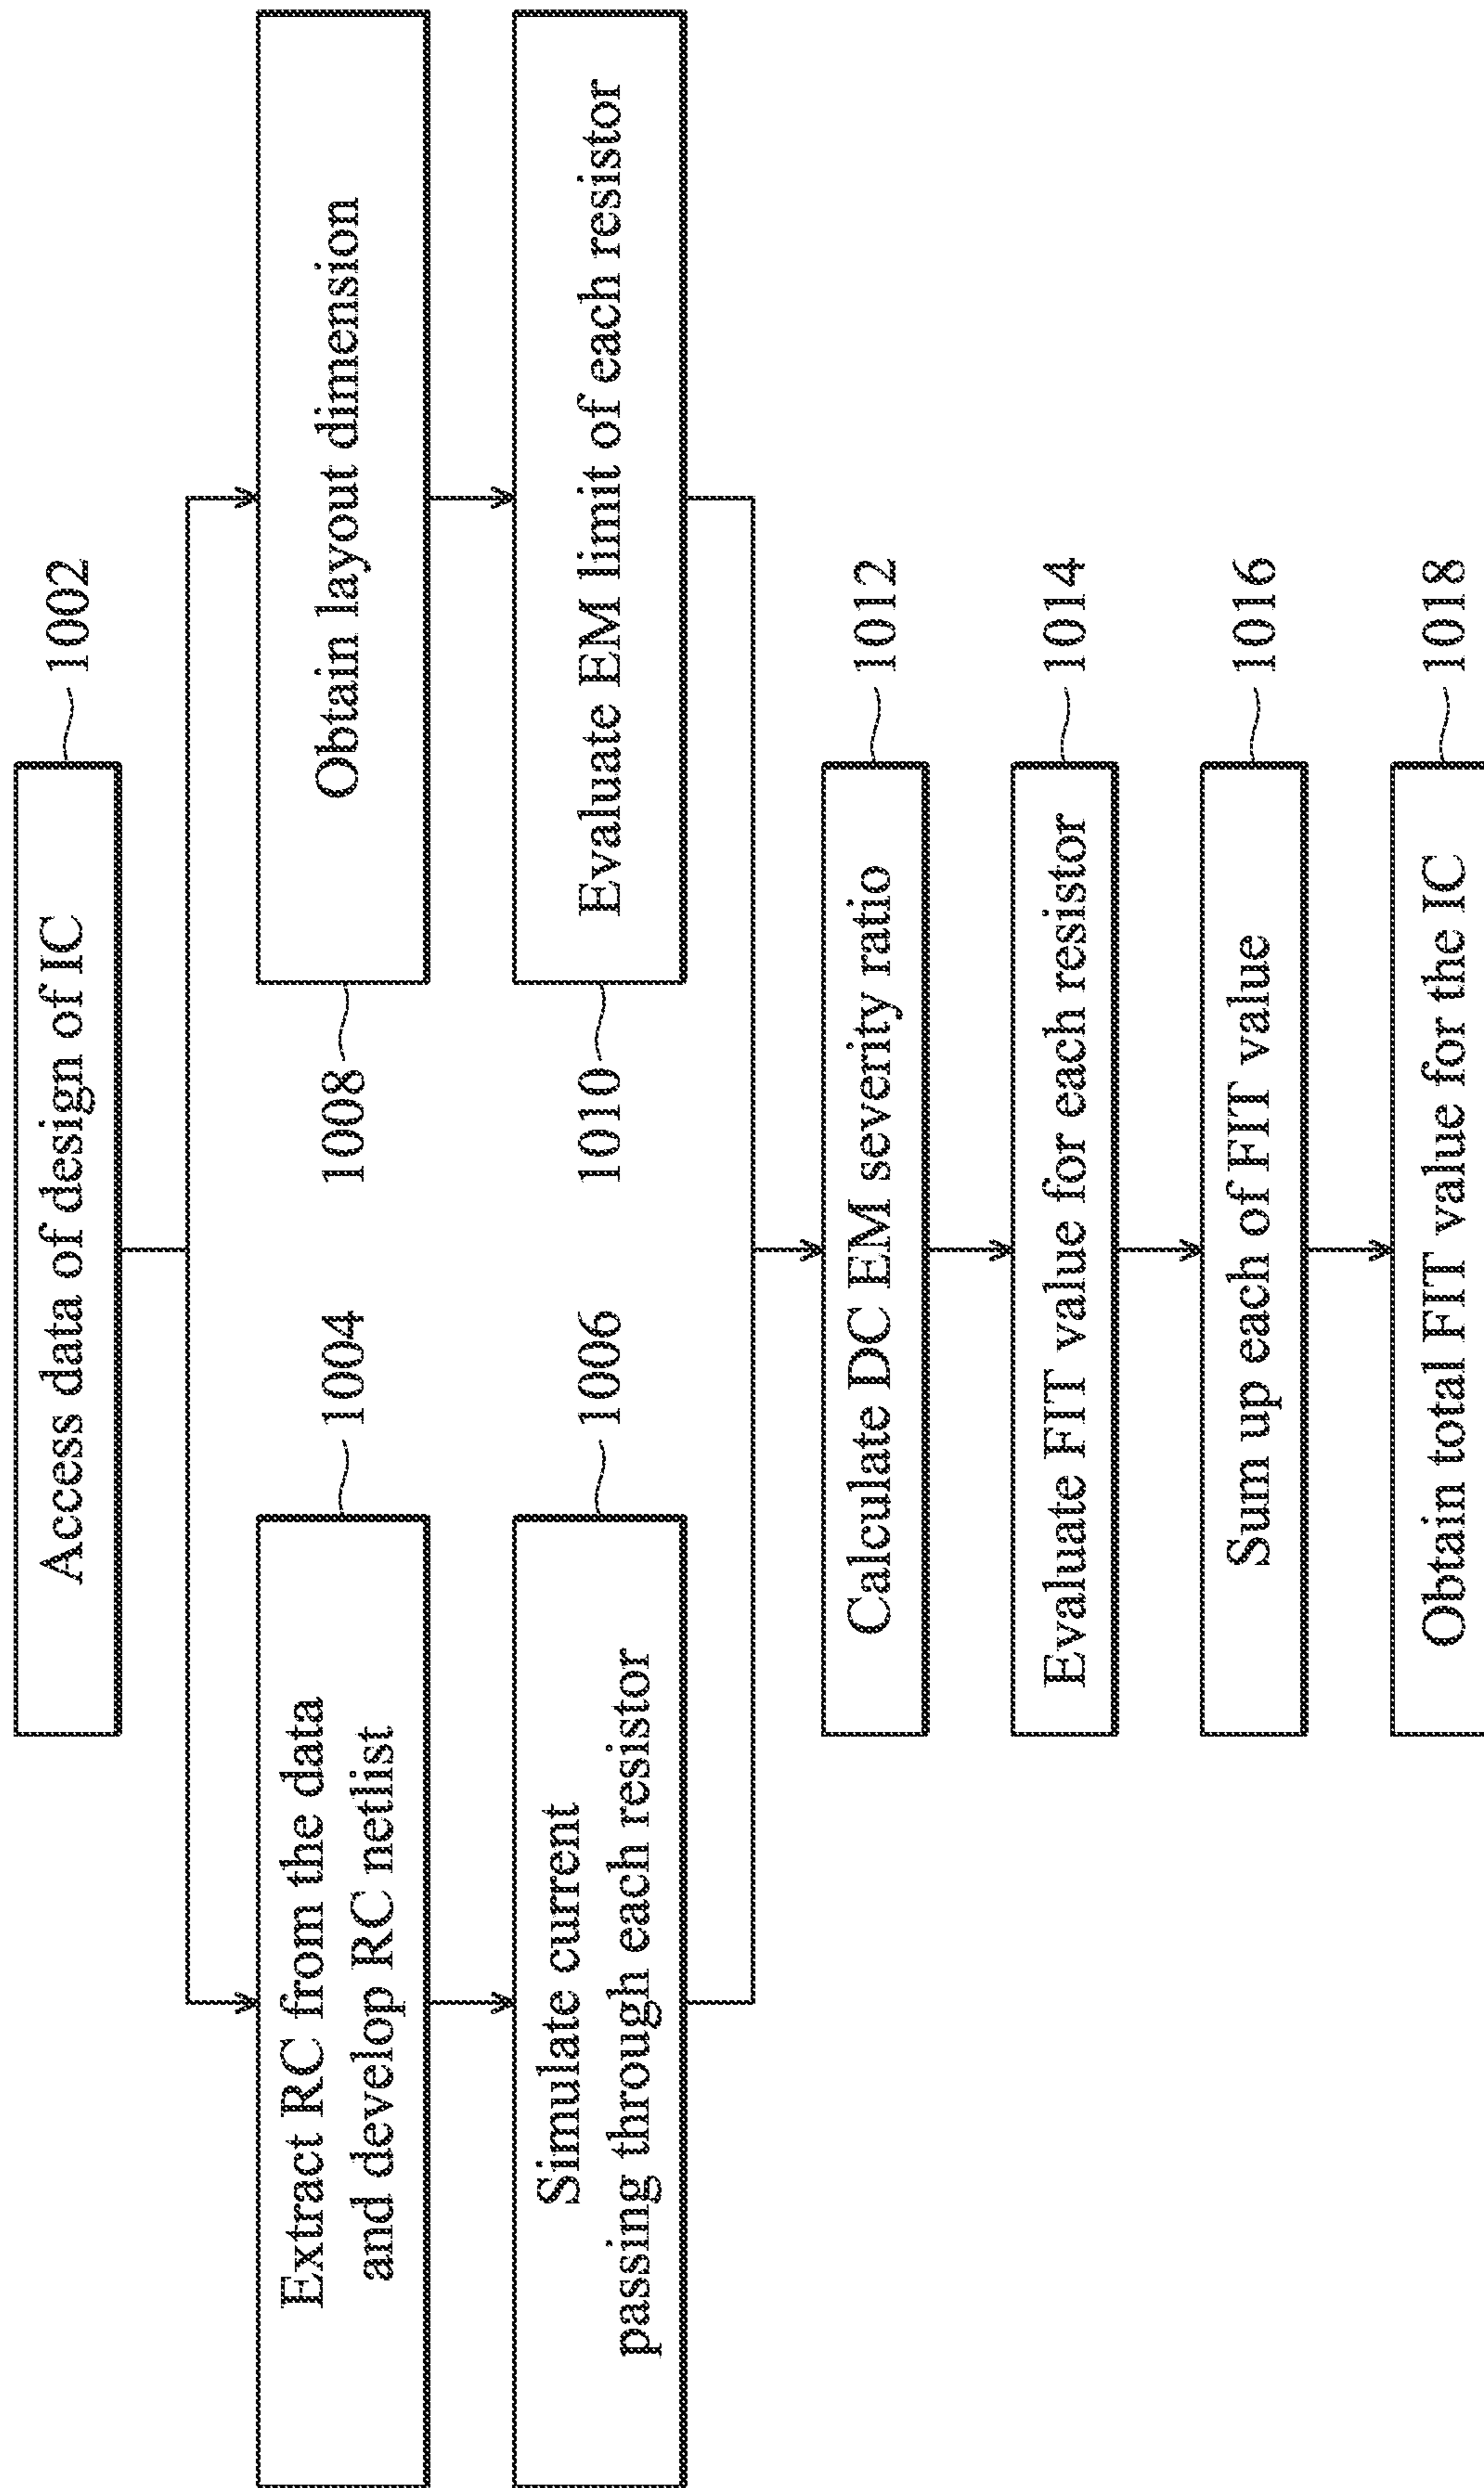 Access data of design of IC
1002
Extract RC from the data
and develop RC netlist
1004
Simulate current
passing through each resistor
1006
1008
Obtain layout dimension
1010
Evaluate EM limit of each resistor
Calculate DC EM severity ratio
1012
Evaluate FIT value for each resistor
1014
Sum up each of FIT value
1016
Obtain total FIT value for the IC
1018